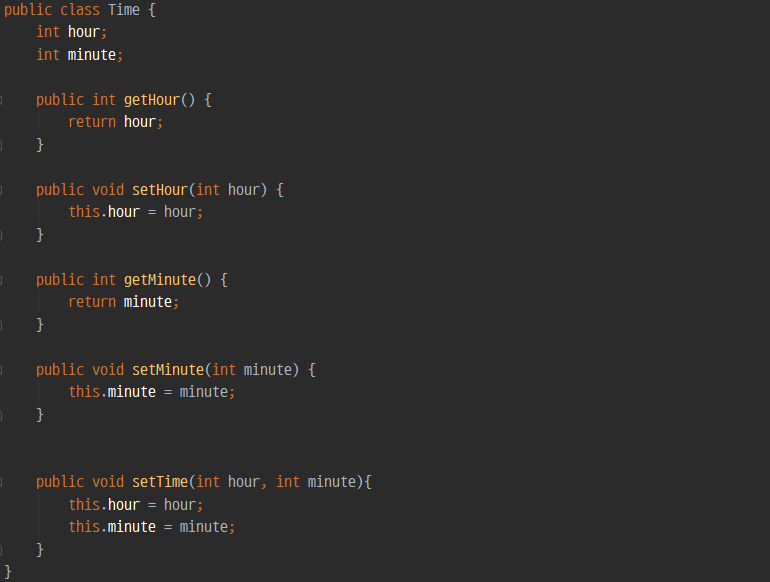 public class Time {
    int hour;
    int minute;

    public int getHour() {
        return hour;
    }

    public void setHour(int hour) {
        this.hour = hour;
    }

    public int getMinute() {
        return minute;
    }

    public void setMinute(int minute) {
        this.minute = minute;
    }


    public void setTime(int hour, int minute){
        this.hour = hour;
        this.minute = minute;
    }
}